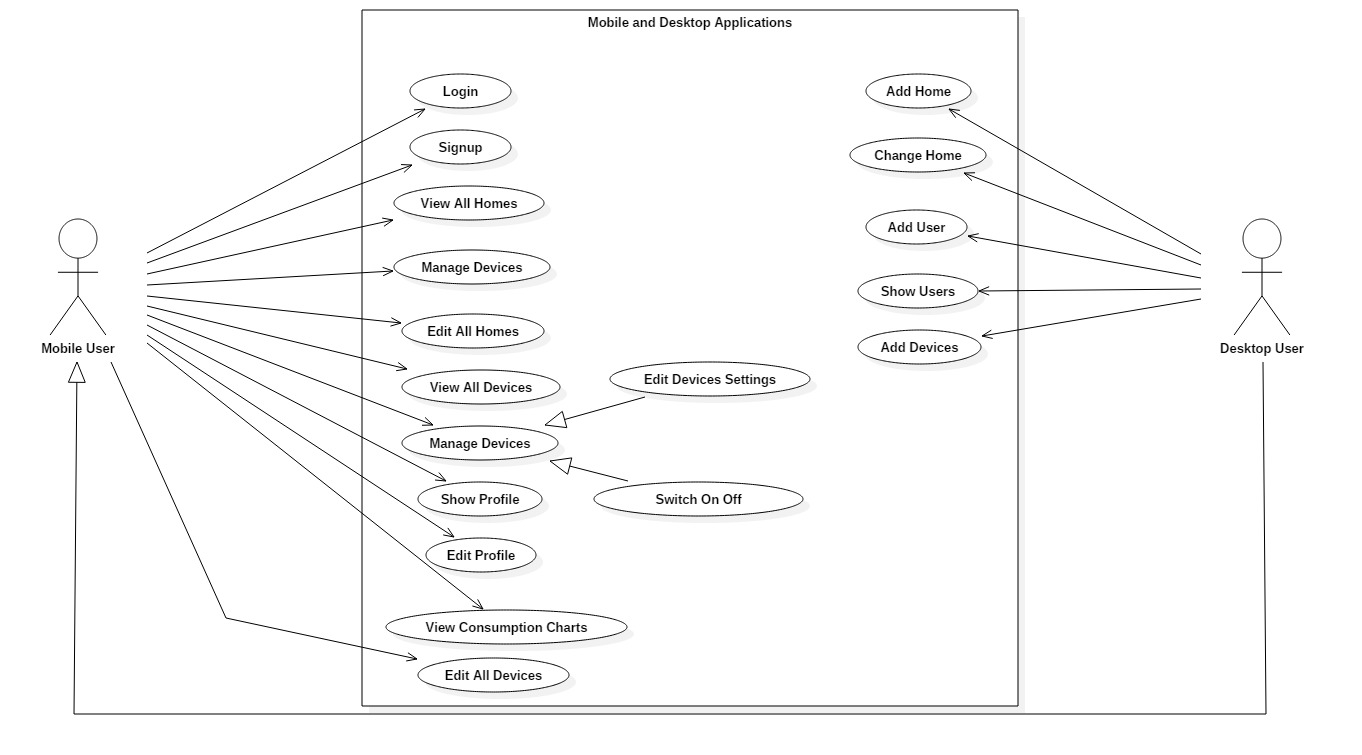 Mobile and Desktop Applications
Login
Signup
View All Homes
Manage Devices
Edit All Homes
View All Devices
Manage Devices
Show Profile
Edit Profile
View Consumption Charts
Edit All Devices
Edit Devices Settings
Switch On Off
Add Home
Change Home
Add User
Show Users
Add Devices
Mobile User
Desktop User